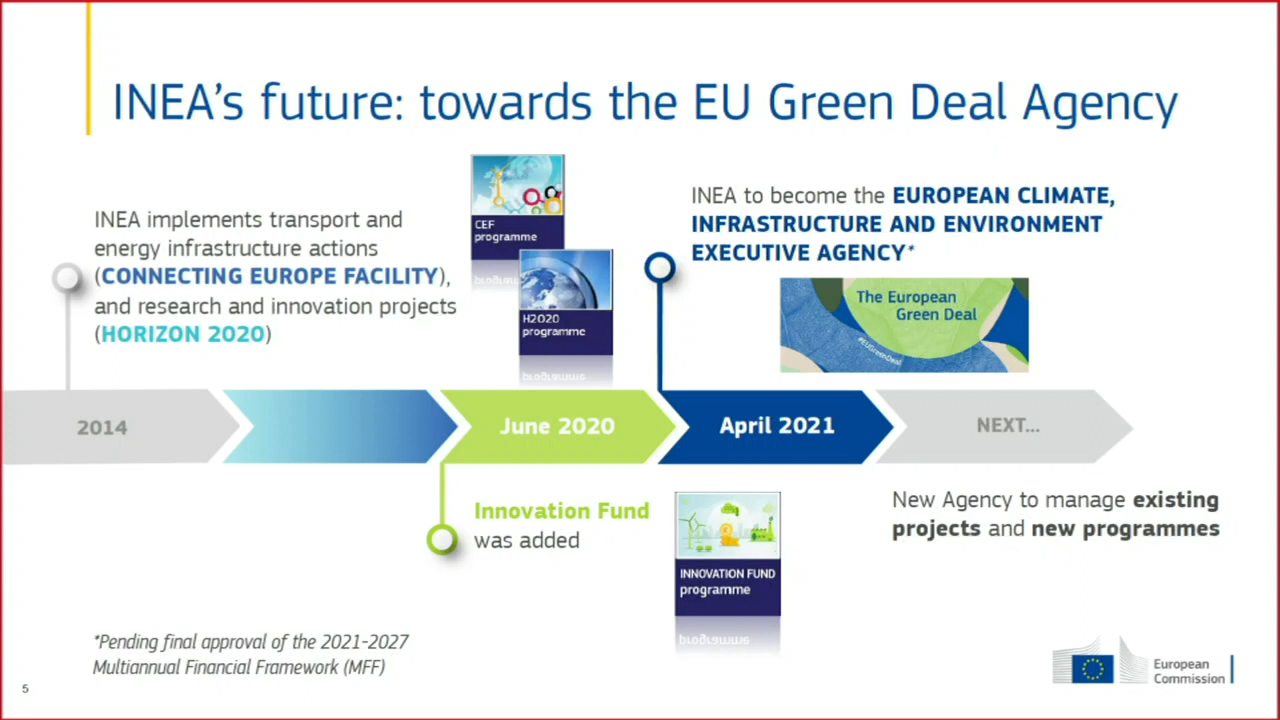 INEA's future: towards the EU Green Deal Agency
INEA implements transport and
energy infrastructure actions
(CONNECTING EUROPE FACILITY),
and research and innovation projects
(HORIZON 2020)
CEF
programme
H2020
programme
INEA to become the EUROPEAN CLIMATE,
INFRASTRUCTURE AND ENVIRONMENT
EXECUTIVE AGENCY*
The European
Green Deal
#EUGreenDeal
2014
June 2020
April 2021
NEXT...
Innovation Fund
was added
INNOVATION FUND
programme
New Agency to manage existing
projects and new programmes
*Pending final approval of the 2021-2027
Multiannual Financial Framework (MFF)
European
Commission
5